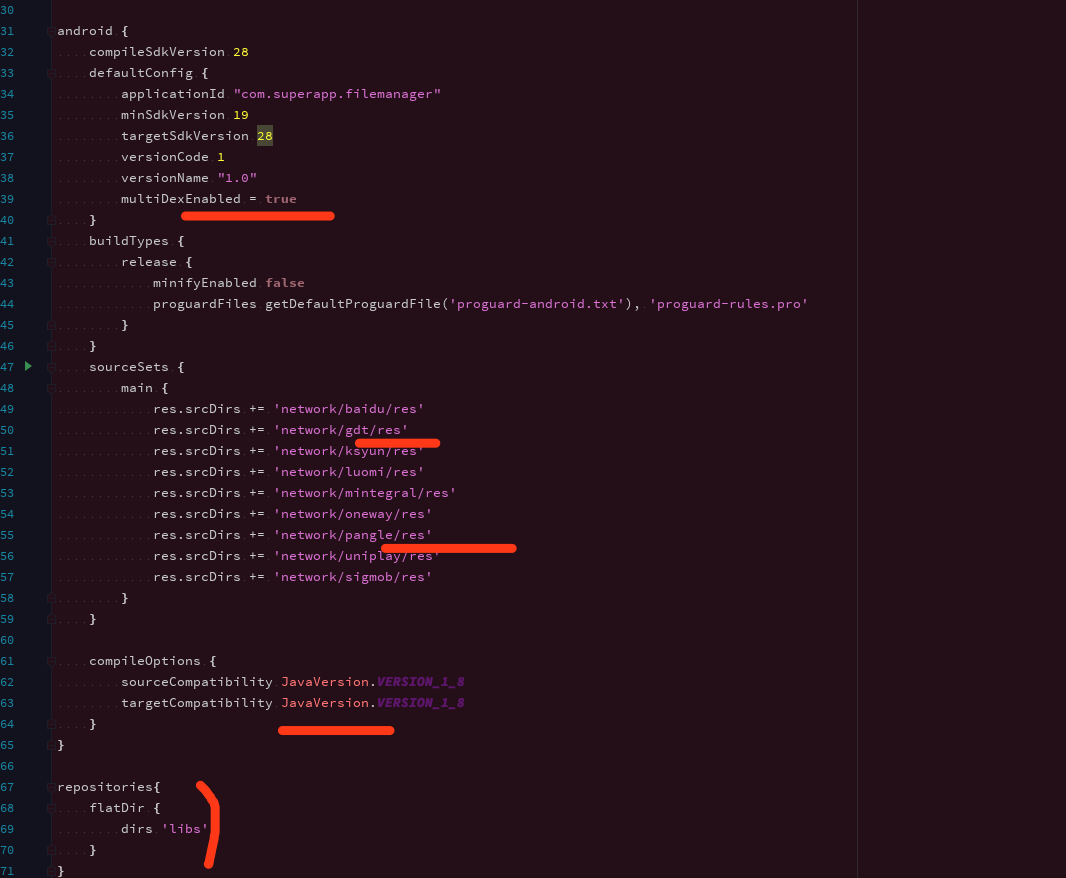 30
31 android {
32 compileSdkVersion 28
33 defaultConfig {
34 applicationId "com.superapp.filemanager"
35 minSdkVersion 19
36 targetSdkVersion 28
37 versionCode 1
38 versionName "1.0"
39 multiDexEnabled = true
40 }
41 buildTypes {
42 release {
43 minifyEnabled false
44 proguardFiles getDefaultProguardFile('proguard-android.txt'), 'proguard-rules.pro'
45 }
46 }
47 sourceSets {
48 main {
49 res.srcDirs += 'network/baidu/res'
50 res.srcDirs += 'network/gdt/res'
51 res.srcDirs += 'network/ksyun/res'
52 res.srcDirs += 'network/luomi/res'
53 res.srcDirs += 'network/mintegral/res'
54 res.srcDirs += 'network/oneway/res'
55 res.srcDirs += 'network/pangle/res'
56 res.srcDirs += 'network/uniplay/res'
57 res.srcDirs += 'network/sigmob/res'
58 }
59 }
60
61 compileOptions {
62 sourceCompatibility JavaVersion.VERSION_1_8
63 targetCompatibility JavaVersion.VERSION_1_8
64 }
65 }
66
67 repositories{
68 flatDir {
69 dirs 'libs'
70 }
71 }